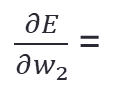 ∂E/∂w₂ =